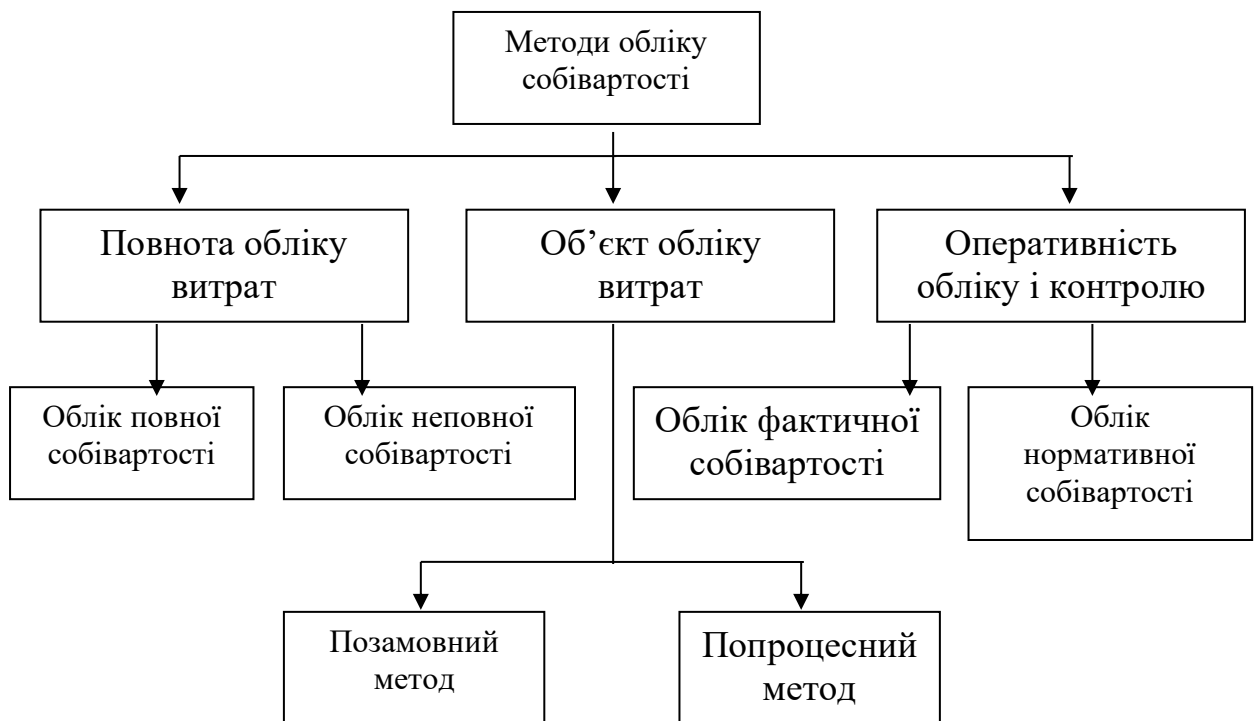 Методи обліку
собівартості
Повнота обліку
витрат
Об’єкт обліку
витрат
Оперативність
обліку і контролю
Облік повної
собівартості
Облік неповної
собівартості
Облік фактичної
собівартості
Облік
нормативної
собівартості
Позамовний
метод
Попроцесний
метод